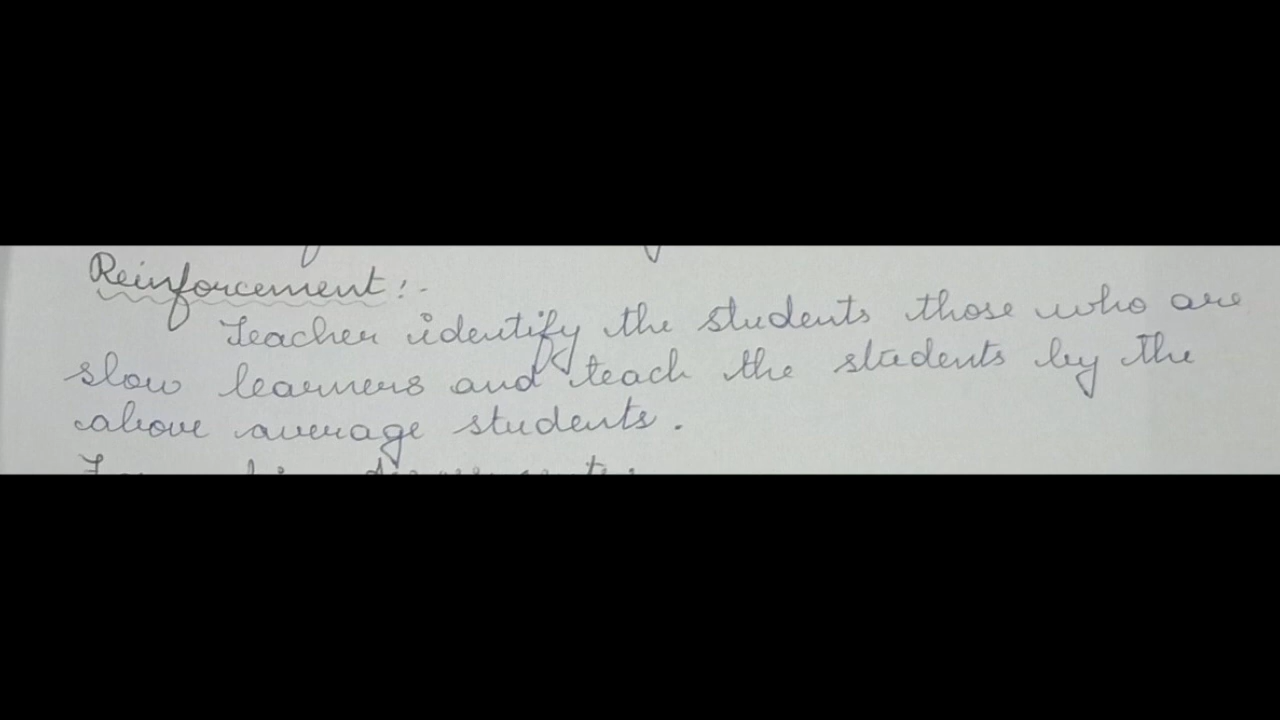 Reinforcement:-
Teacher identify the students those who are
slow learners and teach the students by the
above average students.